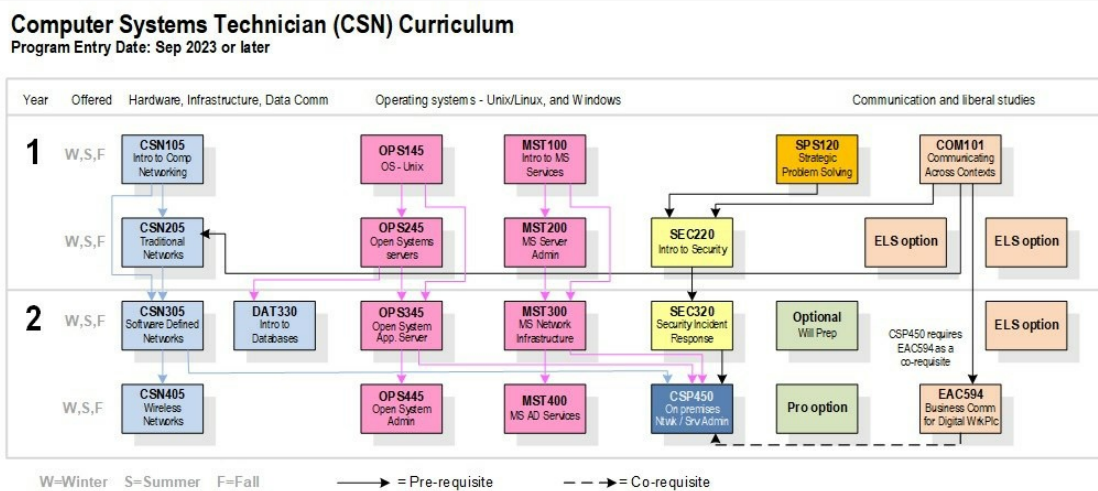 Computer Systems Technician (CSN) Curriculum
Program Entry Date: Sep 2023 or later
Year Offered Hardware, Infrastructure, Data Comm Operating systems - Unix/Linux, and Windows Communication and liberal studies
1
W,S,F
CSN105
Intro to Comp
Networking
OPS145
OS - Unix
MST100
Intro to MS
Services
SPS120
Strategic
Problem Solving
COM101
Communicating
Across Contexts
W,S,F
CSN205
Traditional
Networks
OPS245
Open Systems
servers
MST200
MS Server
Admin
SEC220
Intro to Security
ELS option
ELS option
2
W,S,F
CSN305
Software Defined
Networks
DAT330
Intro to
Databases
OPS345
Open System
App. Server
MST300
MS Network
Infrastructure
SEC320
Security Incident
Response
Optional
Will Prep
CSP450 requires
EAC594 as a
co-requisite
ELS option
W,S,F
CSN405
Wireless
Networks
OPS445
Open System
Admin
MST400
MS AD Services
CSP450
On premises
Ntwk / Srv Admin
Pro option
EAC594
Business Comm
for Digital WrkPlc
W=Winter S=Summer F=Fall = Pre-requisite = Co-requisite